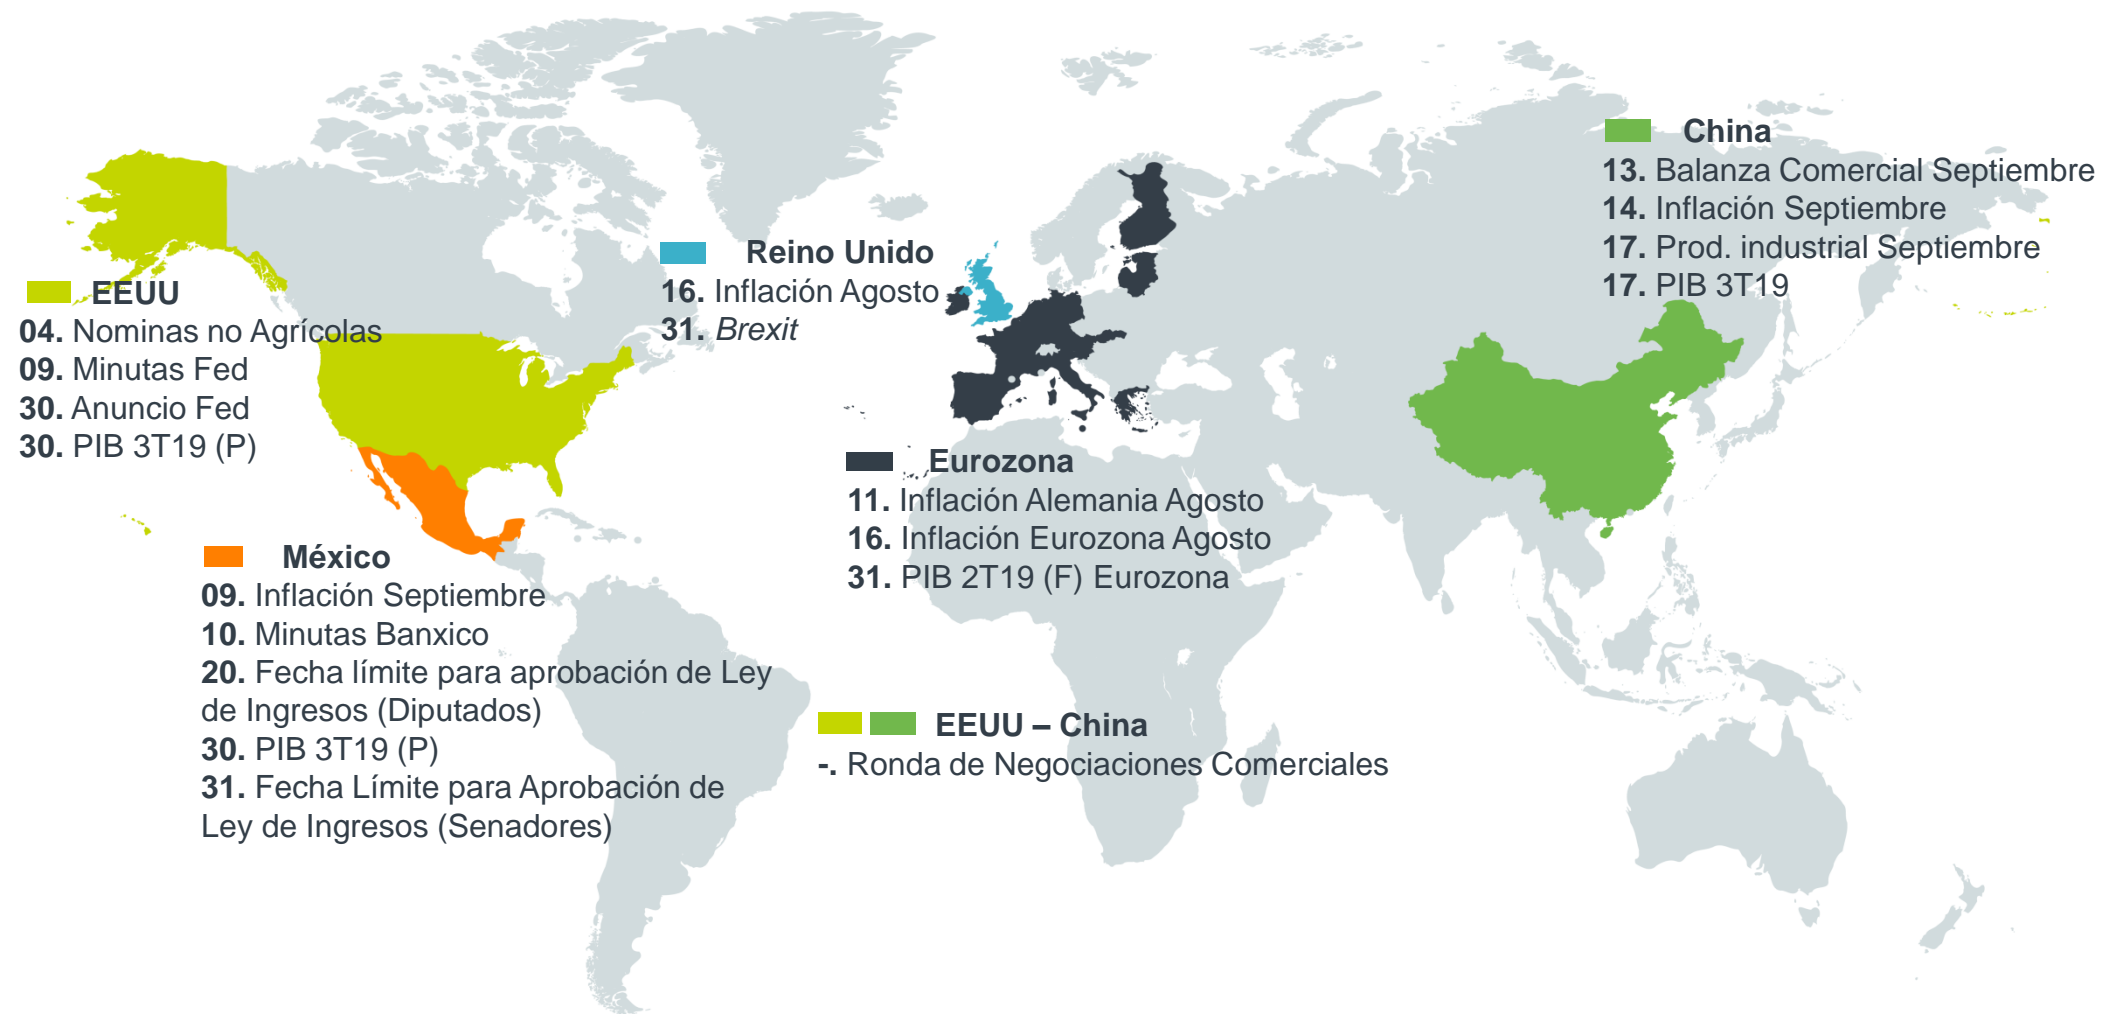 EEUU
04. Nominas no Agrícolas
09. Minutas Fed
30. Anuncio Fed
30. PIB 3T19 (P)
México
09. Inflación Septiembre
10. Minutas Banxico
20. Fecha límite para aprobación de Ley
de Ingresos (Diputados)
30. PIB 3T19 (P)
31. Fecha Límite para Aprobación de
Ley de Ingresos (Senadores)
Reino Unido
16. Inflación Agosto
31. Brexit
Eurozona
11. Inflación Alemania Agosto
16. Inflación Eurozona Agosto
31. PIB 2T19 (F) Eurozona
EEUU – China
-. Ronda de Negociaciones Comerciales
China
13. Balanza Comercial Septiembre
14. Inflación Septiembre
17. Prod. industrial Septiembre
17. PIB 3T19